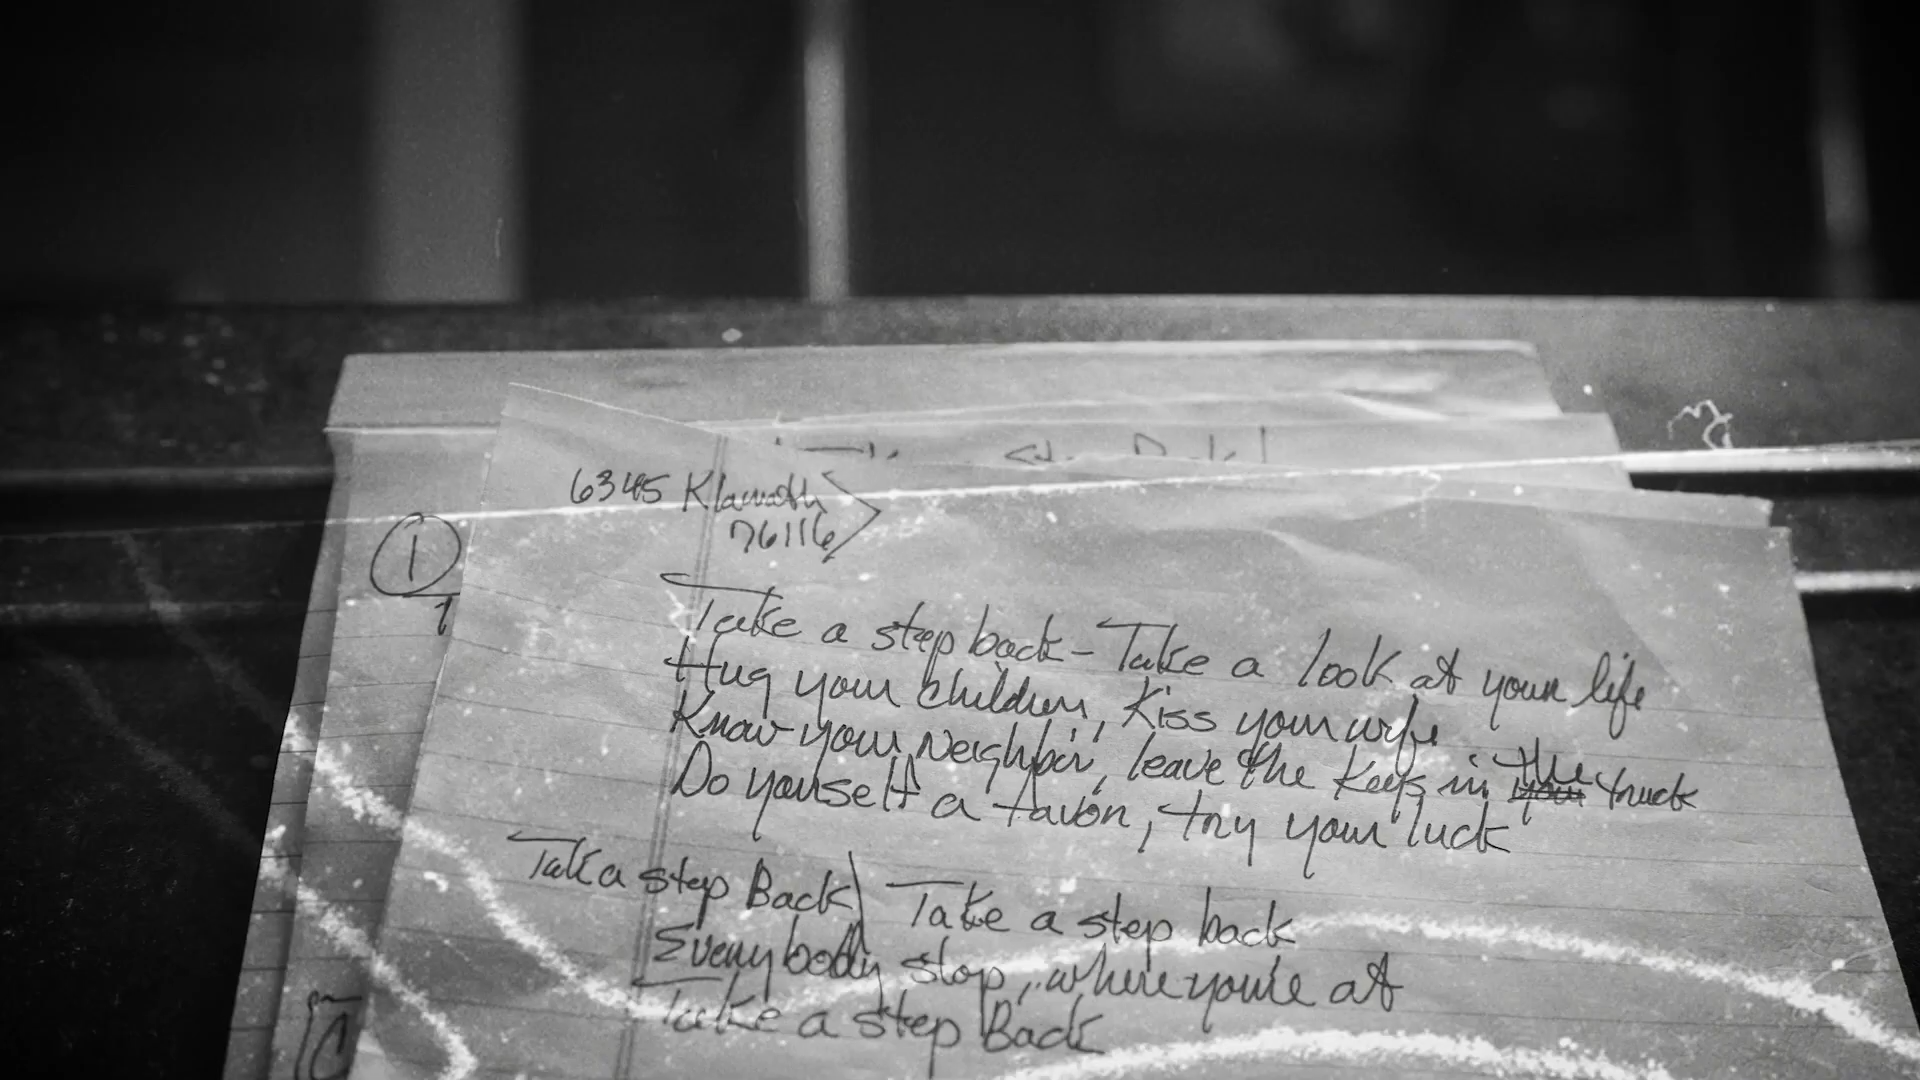 6345 Klamath
76116
①
Take a step back - Take a look at your life
Hug your children, Kiss your wife
Know your neighbor, leave the keys in the truck
Do yourself a favor, try your luck
Take a step Back Take a step back
Everybody stop, where you're at
Take a step Back